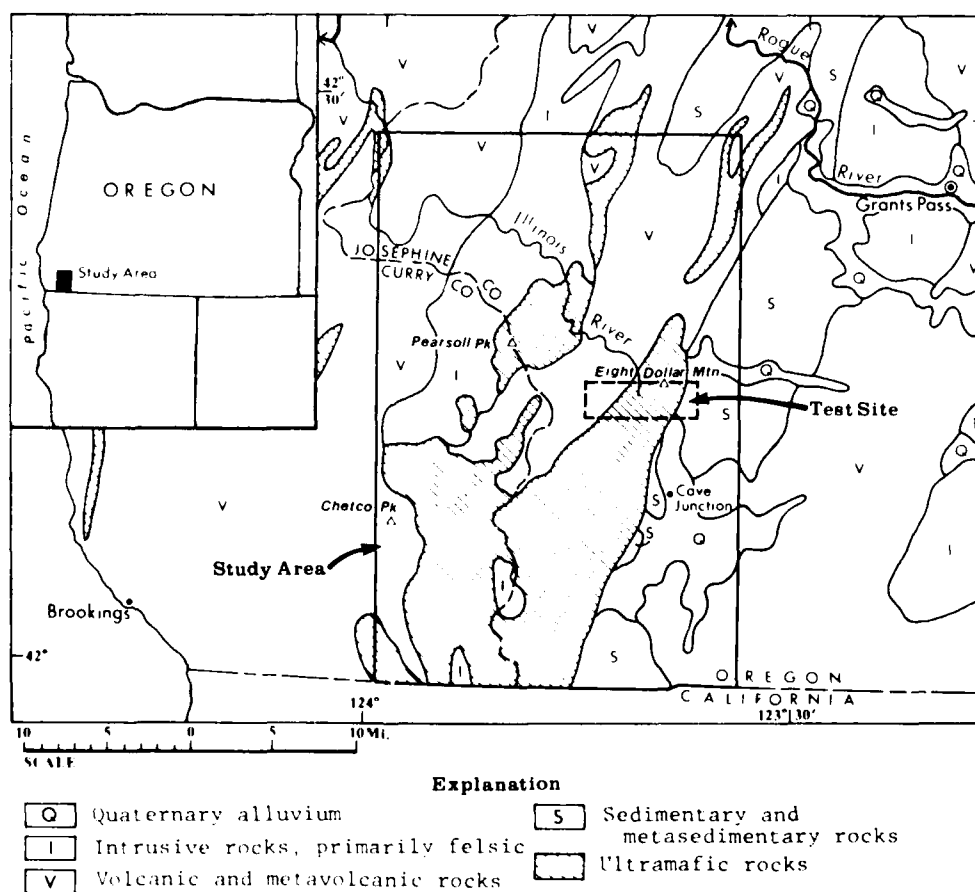 Pacific Ocean
OREGON
Study Area
42°
30'
V
V
V
V
V
I
S
V
S
Rogue
Q
Q
I
River
Q
Grants Pass
I
V
Q
V
Illinois
JOSEPHINE CO
CURRY CO
V
S
River
Pearsoll Pk
V
I
Eight Dollar Mtn
Q
Test Site
S
Q
V
V
Chetco Pk
S
Cave
Junction
S
Q
Study Area
I
I
Brookings
42°
I
S
OREGON
CALIFORNIA
124°
123°30'
10 5 0 5 10 MI.
SCALE
Explanation
Q Quaternary alluvium
I Intrusive rocks, primarily felsic
V Volcanic and metavolcanic rocks
S Sedimentary and
metasedimentary rocks
Ultramafic rocks